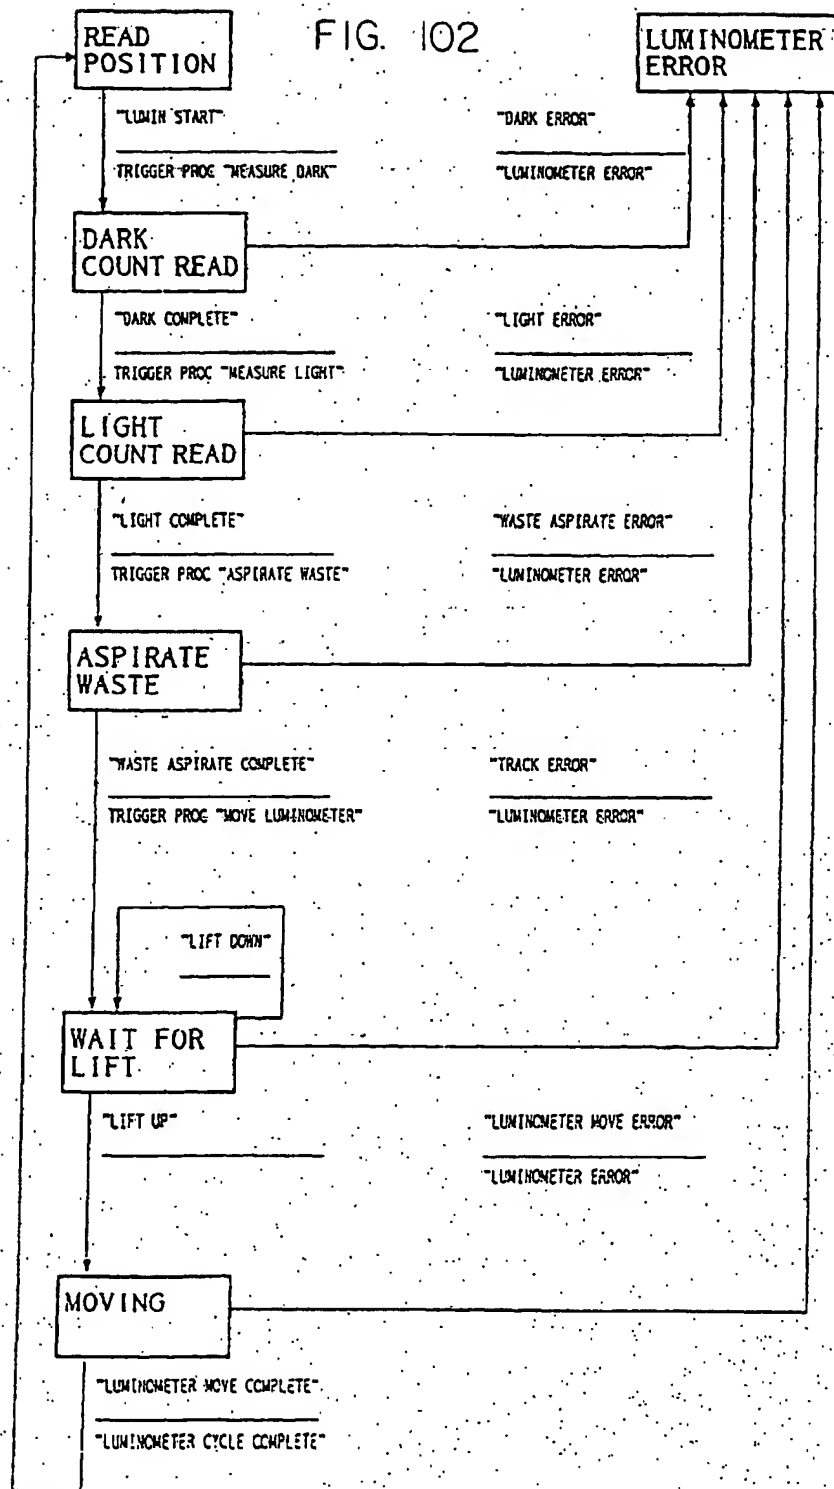 FIG. 102
READ
POSITION
LUMINOMETER
ERROR
"LUMIN START"
TRIGGER PROC "MEASURE DARK"
"DARK ERROR"
"LUMINOMETER ERROR"
DARK
COUNT READ
"DARK COMPLETE"
TRIGGER PROC "MEASURE LIGHT"
"LIGHT ERROR"
"LUMINOMETER ERROR"
LIGHT
COUNT READ
"LIGHT COMPLETE"
TRIGGER PROC "ASPIRATE WASTE"
"WASTE ASPIRATE ERROR"
"LUMINOMETER ERROR"
ASPIRATE
WASTE
"WASTE ASPIRATE COMPLETE"
TRIGGER PROC "MOVE LUMINOMETER"
"TRACK ERROR"
"LUMINOMETER ERROR"
"LIFT DOWN"
WAIT FOR
LIFT
"LIFT UP"
"LUMINOMETER MOVE ERROR"
"LUMINOMETER ERROR"
MOVING
"LUMINOMETER MOVE COMPLETE"
"LUMINOMETER CYCLE COMPLETE"